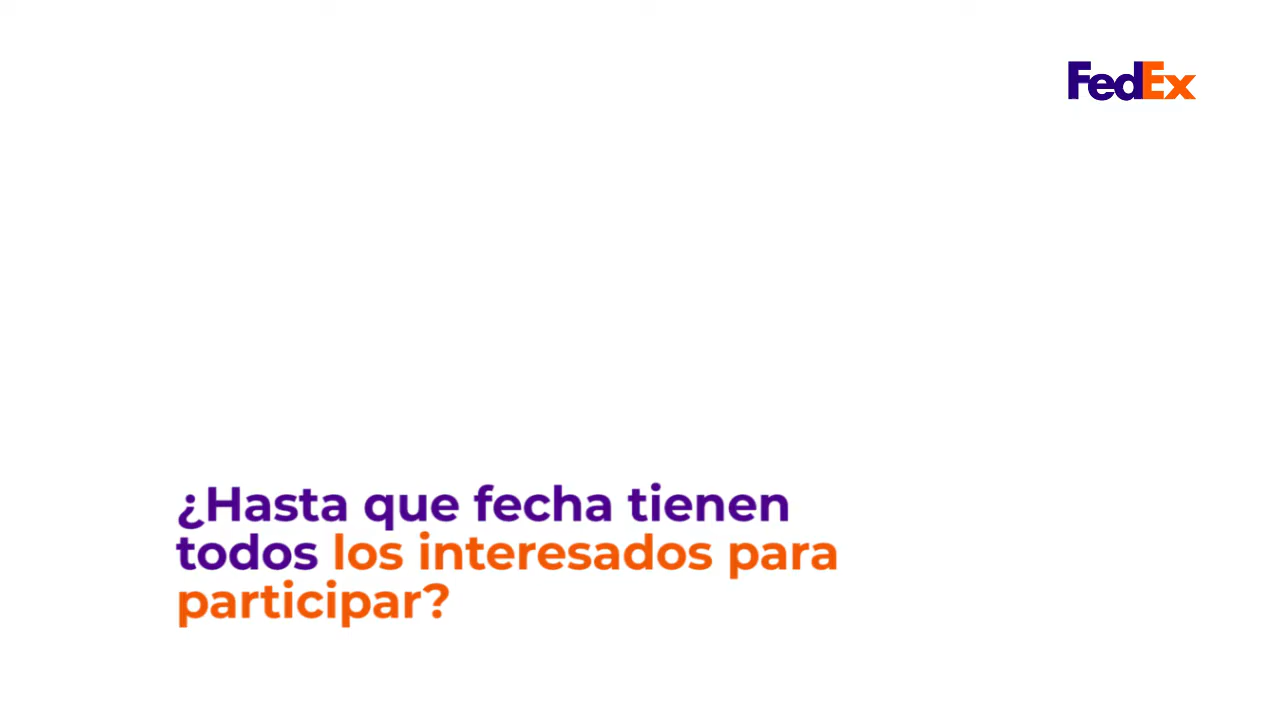 FedEx
¿Hasta que fecha tienen
todos los interesados para
participar?